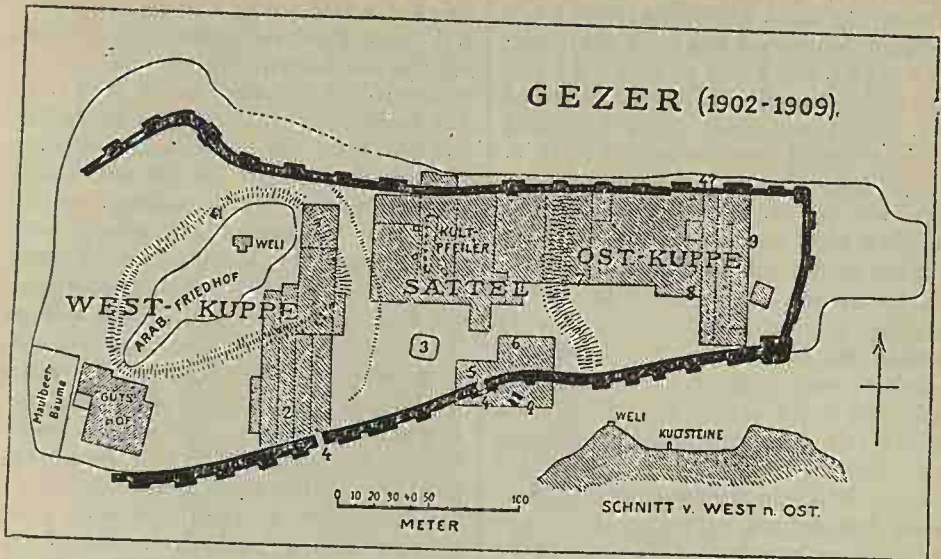 GEZER (1902-1909).
4?
WELI
KULT-
PFEILER
9
OST-KUPPE
7
SATTEL
8
WEST-KUPPE
ARAB. FRIEDHOF
1
3
6
5
Maulbeer-
Bäume
GUTS-
HOF
2
4
4
WELI
KULTSTEINE
0 10 20 30 40 50 100
METER
SCHNITT v. WEST n. OST.